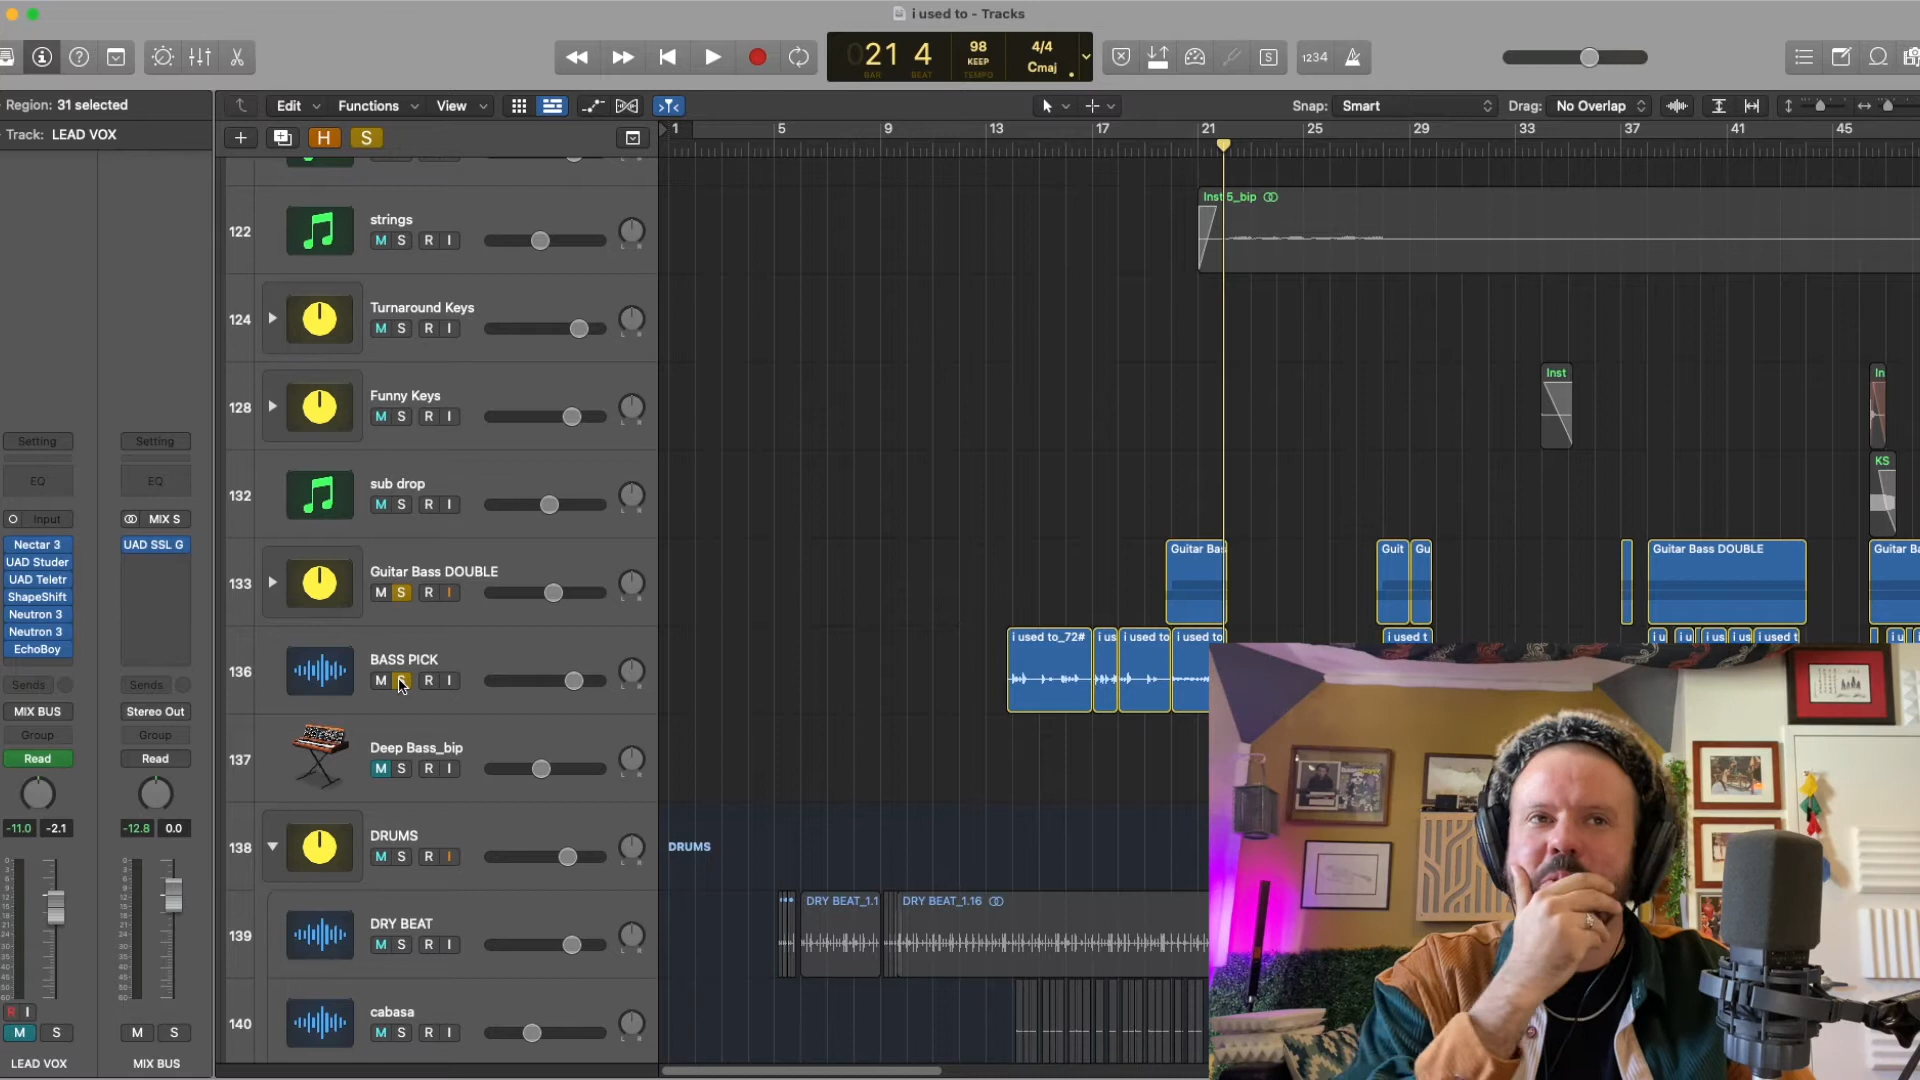 i used to - Tracks
021 4
BAR BEAT
98
KEEP
TEMPO
4/4
Cmaj
S
1234
Region: 31 selected
Track: LEAD VOX
Edit
Functions
View
Snap: Smart
Drag: No Overlap
H
S
1
5
9
13
17
21
25
29
33
37
41
45
122
strings
M S R I
Inst 5_bip
124
Turnaround Keys
M S R I
128
Funny Keys
M S R I
Inst
In
132
sub drop
M S R I
KS
133
Guitar Bass DOUBLE
M S R I
Guitar Bas
Guit
Gu
Guitar Bass DOUBLE
Guitar Ba
136
BASS PICK
M S R I
i used to_72#
i us
i used to
i used to
i used t
i u
i u
i us
i us
i used t
i u
137
Deep Bass_bip
M S R I
138
DRUMS
M S R I
DRUMS
139
DRY BEAT
M S R I
DRY BEAT_1.1
DRY BEAT_1.16
140
cabasa
M S R I
Setting
EQ
Input
Nectar 3
UAD Studer
UAD Teletr
ShapeShift
Neutron 3
Neutron 3
EchoBoy
Sends
MIX BUS
Group
Read
-11.0
-2.1
R I
M S
LEAD VOX
Setting
EQ
MIX S
UAD SSL G
Sends
Stereo Out
Group
Read
-12.8
0.0
M S
MIX BUS